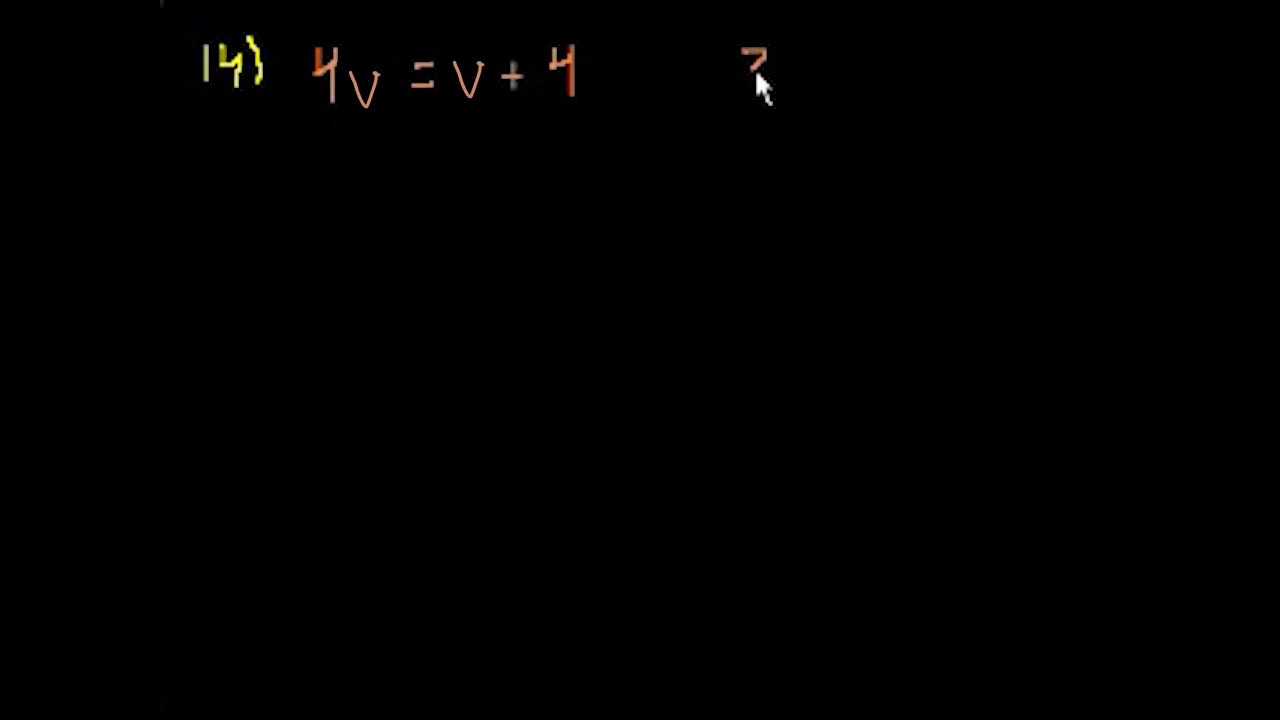 14) 4v = v + 4